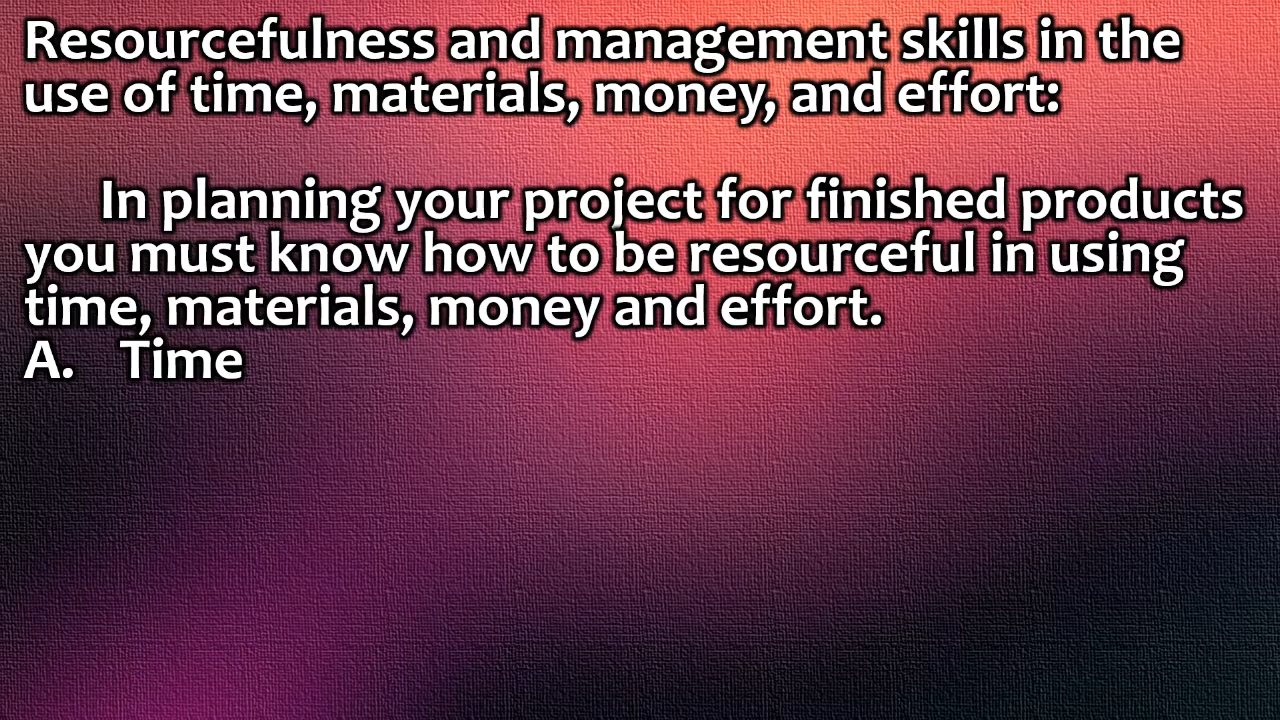 Resourcefulness and management skills in the
use of time, materials, money, and effort:
In planning your project for finished products
you must know how to be resourceful in using
time, materials, money and effort.
A. Time